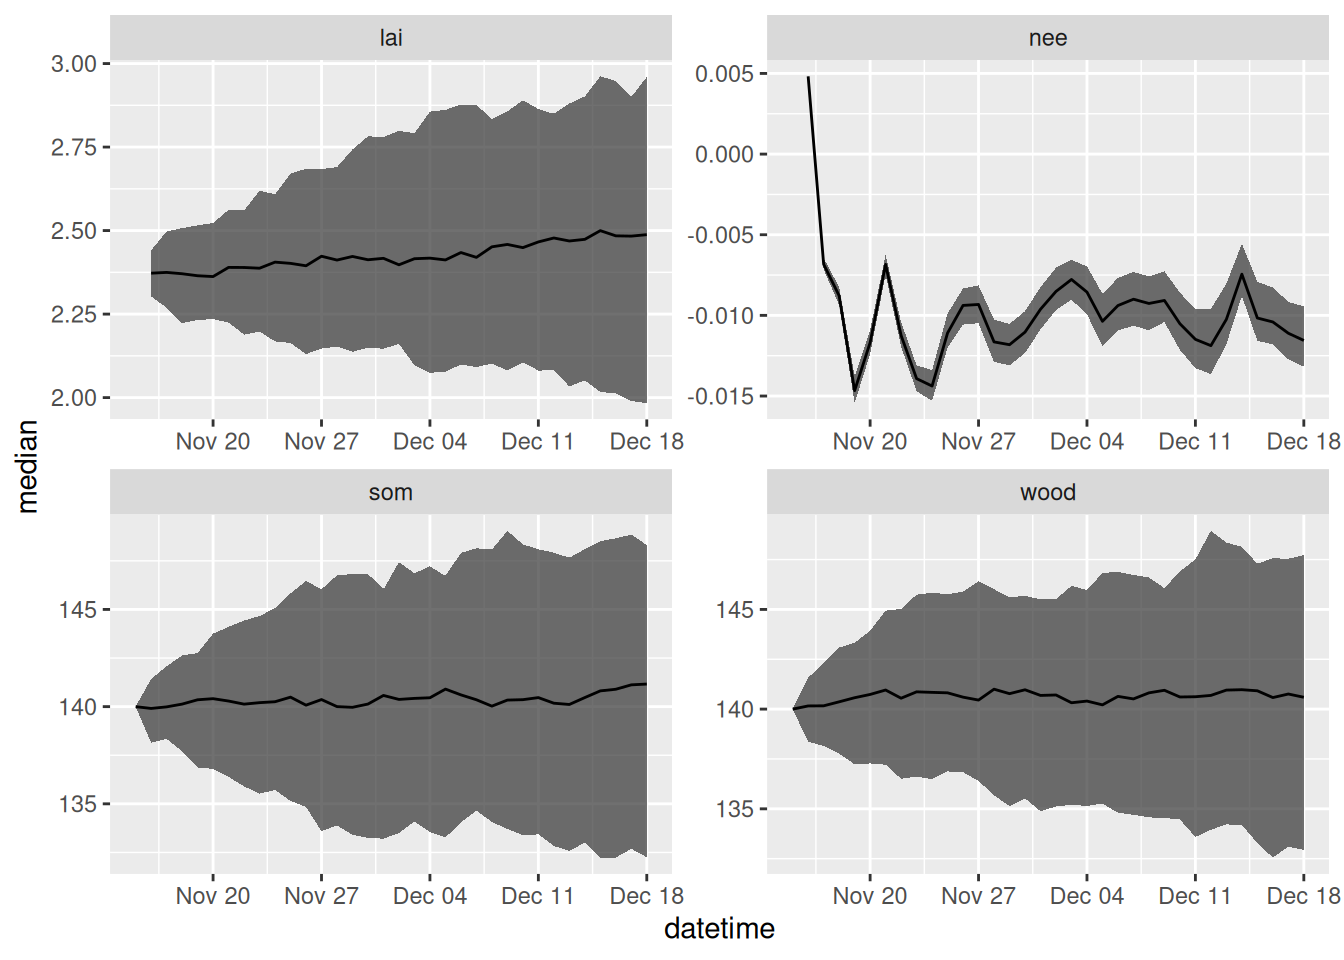 lai
nee
3.00
2.75
2.50
2.25
2.00
0.005
0.000
-0.005
-0.010
-0.015
Nov 20 Nov 27 Dec 04 Dec 11 Dec 18
Nov 20 Nov 27 Dec 04 Dec 11 Dec 18
median
som
wood
145
140
135
145
140
135
Nov 20 Nov 27 Dec 04 Dec 11 Dec 18
Nov 20 Nov 27 Dec 04 Dec 11 Dec 18
datetime